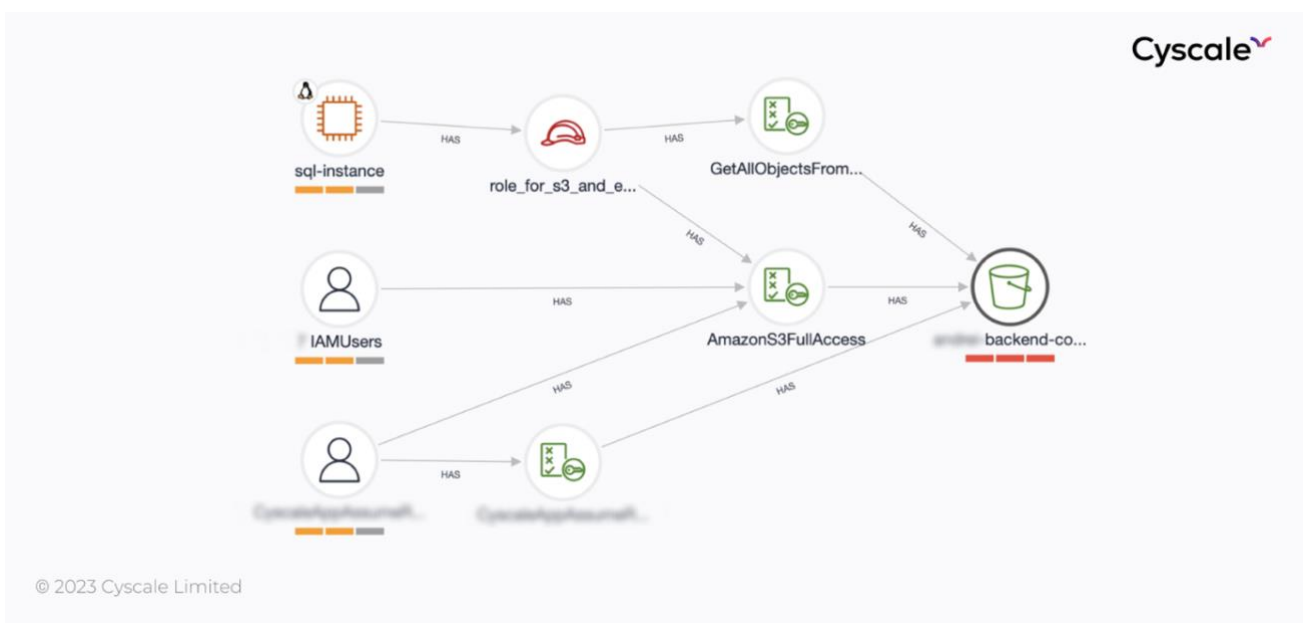 Cyscale
HAS
HAS
sql-instance
role_for_s3_and_e...
GetAllObjectsFrom...
HAS
HAS
HAS
HAS
IAMUsers
AmazonS3FullAccess
backend-co...
HAS
HAS
HAS
© 2023 Cyscale Limited